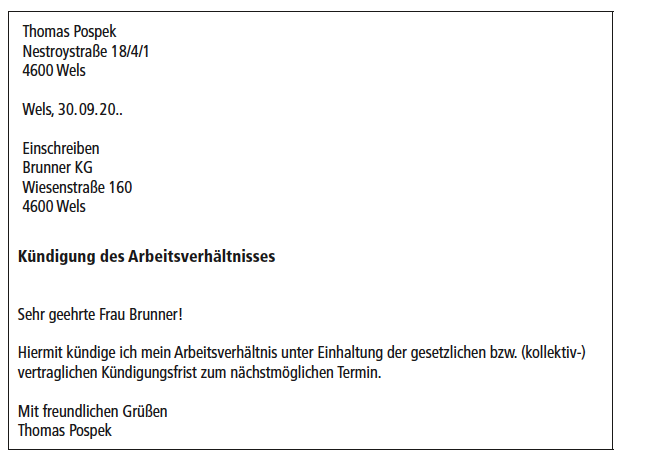 Thomas Pospek
Nestroystraße 18/4/1
4600 Wels
Wels, 30.09.20..
Einschreiben
Brunner KG
Wiesenstraße 160
4600 Wels
Kündigung des Arbeitsverhältnisses
Sehr geehrte Frau Brunner!
Hiermit kündige ich mein Arbeitsverhältnis unter Einhaltung der gesetzlichen bzw. (kollektiv-)
vertraglichen Kündigungsfrist zum nächstmöglichen Termin.
Mit freundlichen Grüßen
Thomas Pospek